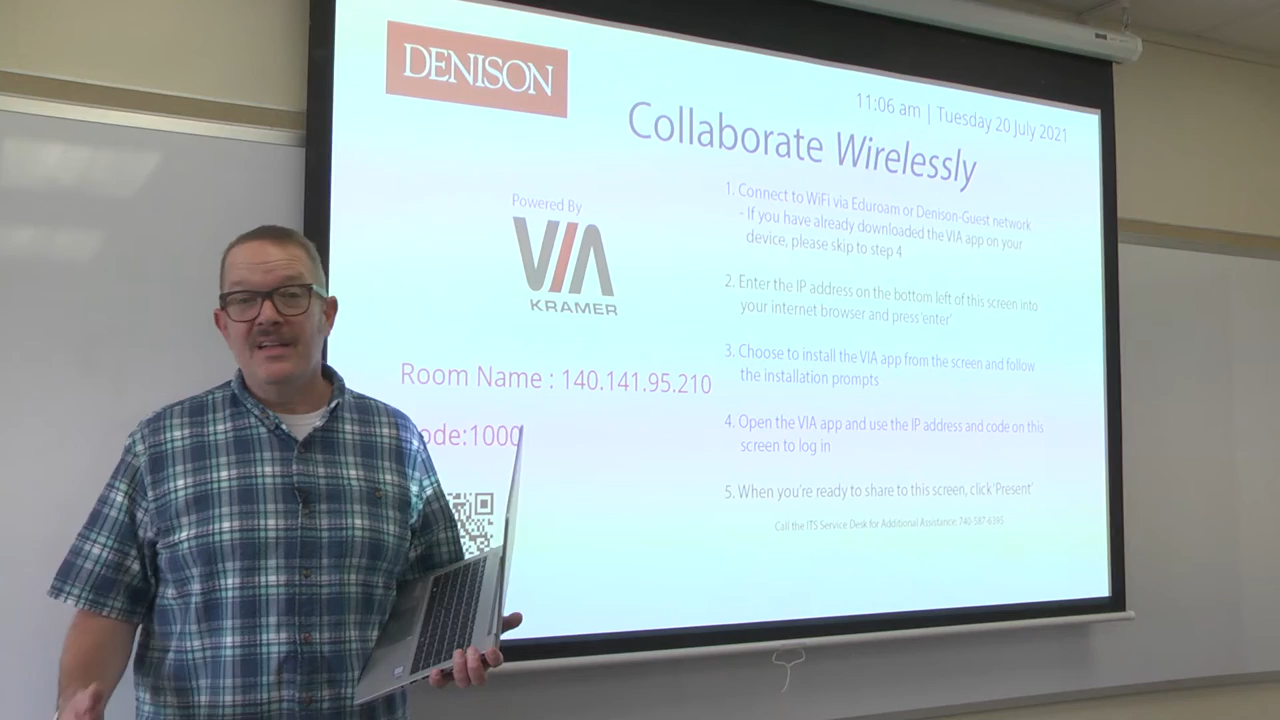 DENISON
11:06 am | Tuesday 20 July 2021
Collaborate Wirelessly
Powered By
VIA
KRAMER
Room Name : 140.141.95.210
ode:1000
1. Connect to WiFi via Eduroam or Denison-Guest network
- If you have already downloaded the VIA app on your
device, please skip to step 4
2. Enter the IP address on the bottom left of this screen into
your internet browser and press 'enter'
3. Choose to install the VIA app from the screen and follow
the installation prompts
4. Open the VIA app and use the IP address and code on this
screen to log in
5. When you're ready to share to this screen, click 'Present'
Call the ITS Service Desk for Additional Assistance: 740-587-6395